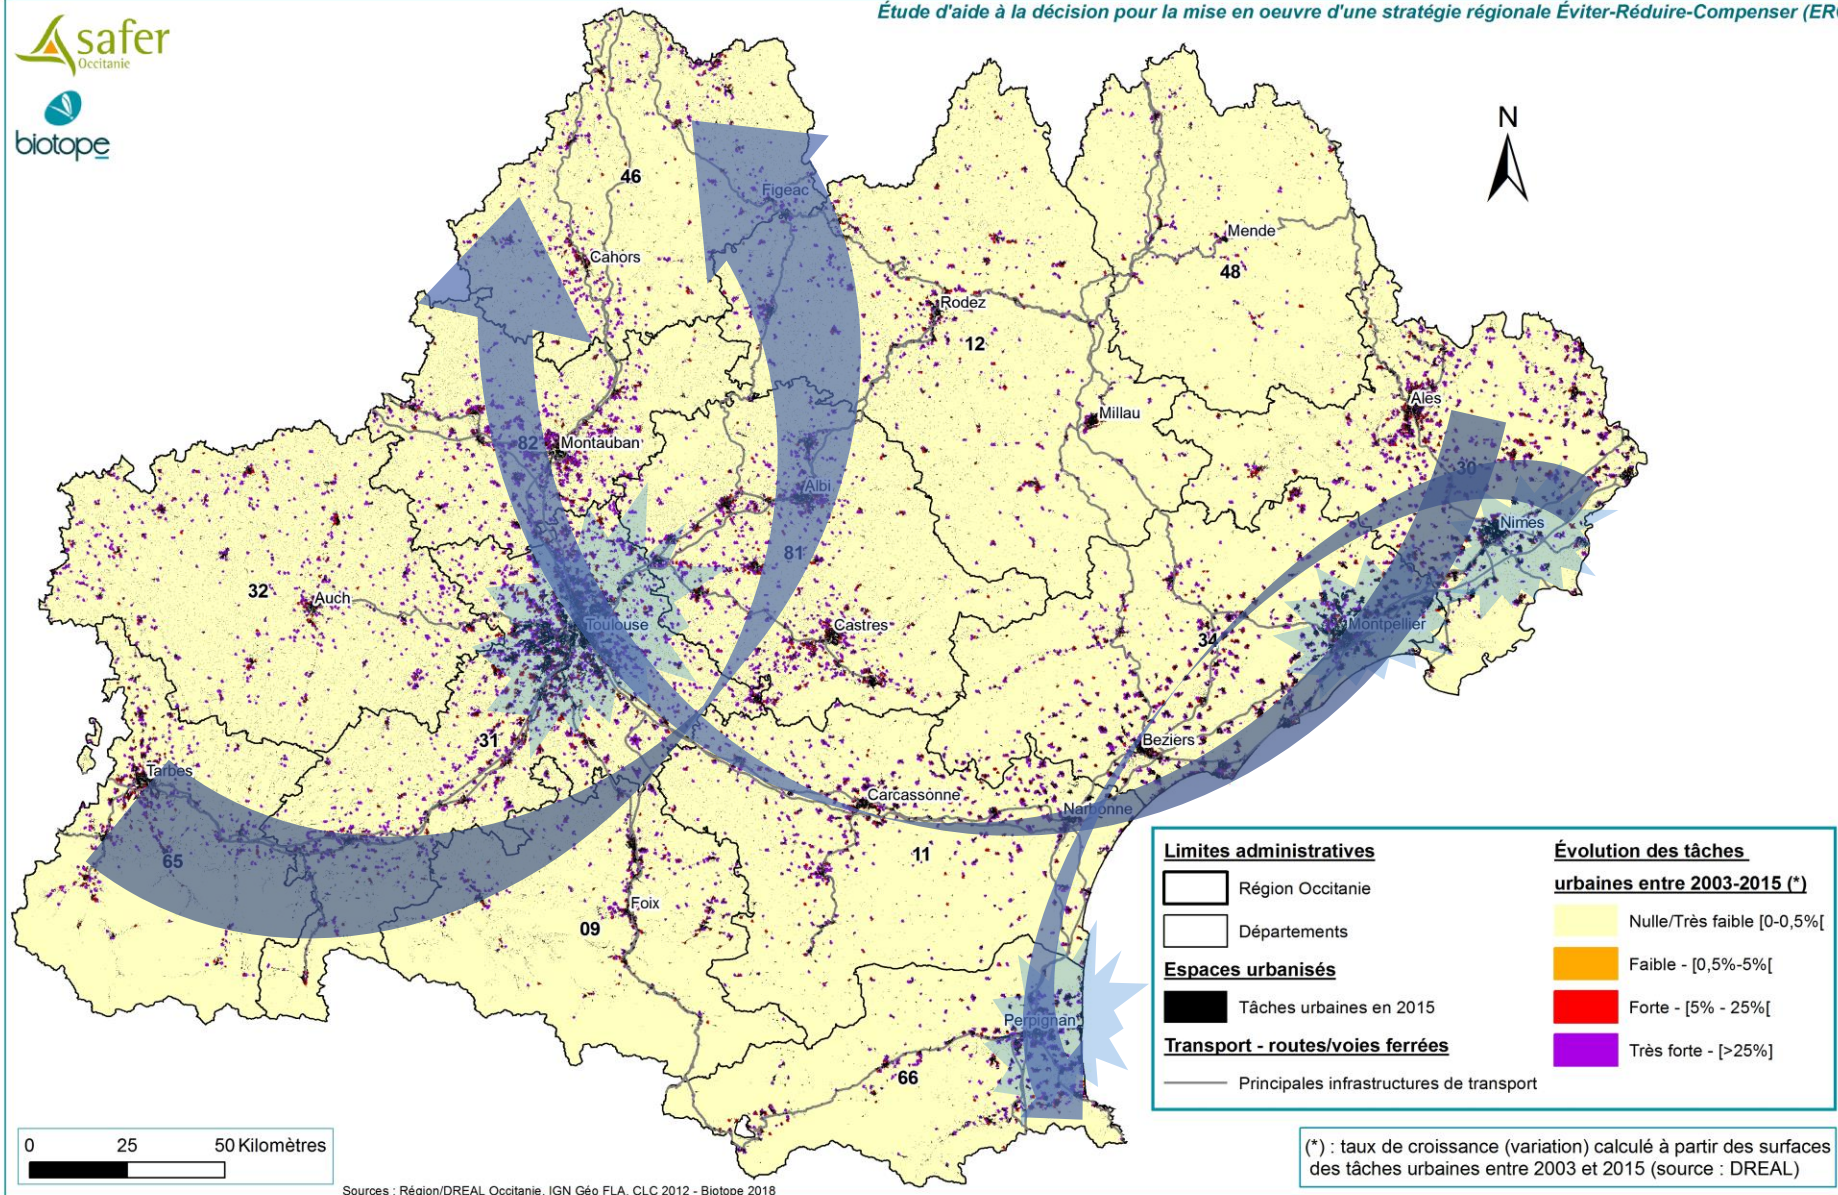 Étude d'aide à la décision pour la mise en oeuvre d'une stratégie régionale Éviter-Réduire-Compenser (ER
safer
Occitanie
biotope
N
46
Figeac
Cahors
Mende
48
Rodez
12
Alès
Millau
82
Montauban
30
Albi
Nîmes
81
32
Auch
Toulouse
Castres
34
Montpellier
31
Beziers
Tarbes
Carcassonne
Narbonne
65
11
Foix
09
Perpignan
66
Limites administratives
Région Occitanie
Départements
Espaces urbanisés
Tâches urbaines en 2015
Transport - routes/voies ferrées
Principales infrastructures de transport
Évolution des tâches
urbaines entre 2003-2015 (*)
Nulle/Très faible [0-0,5%[
Faible - [0,5%-5%[
Forte - [5% - 25%[
Très forte - [>25%]
0 25 50 Kilomètres
(*) : taux de croissance (variation) calculé à partir des surfaces
des tâches urbaines entre 2003 et 2015 (source : DREAL)
Sources : Région/DREAL Occitanie, IGN Géo FLA, CLC 2012 - Biotope 2018